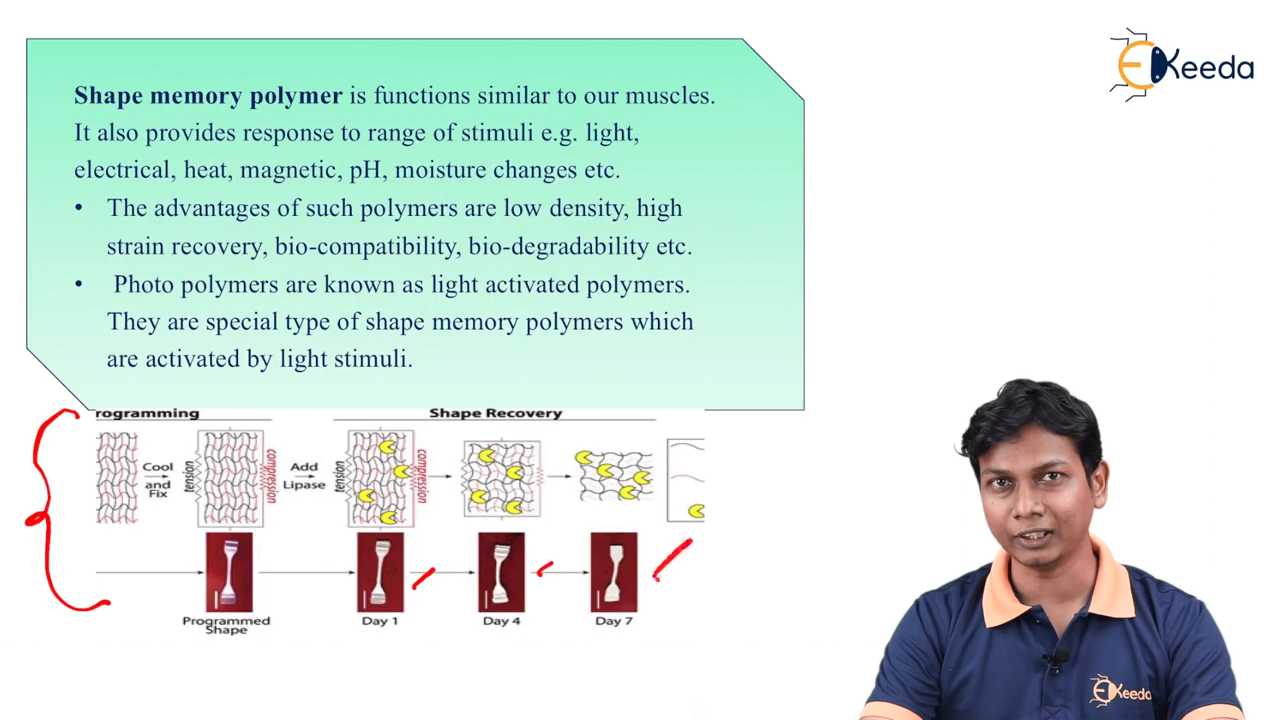 EKeeda
Shape memory polymer is functions similar to our muscles.
It also provides response to range of stimuli e.g. light,
electrical, heat, magnetic, pH, moisture changes etc.
• The advantages of such polymers are low density, high
strain recovery, bio-compatibility, bio-degradability etc.
• Photo polymers are known as light activated polymers.
They are special type of shape memory polymers which
are activated by light stimuli.
rogramming
Shape Recovery
Cool
and
Fix
tension
compression
Add
Lipase
tension
compression
Programmed
Shape
Day 1
Day 4
Day 7
EKeeda